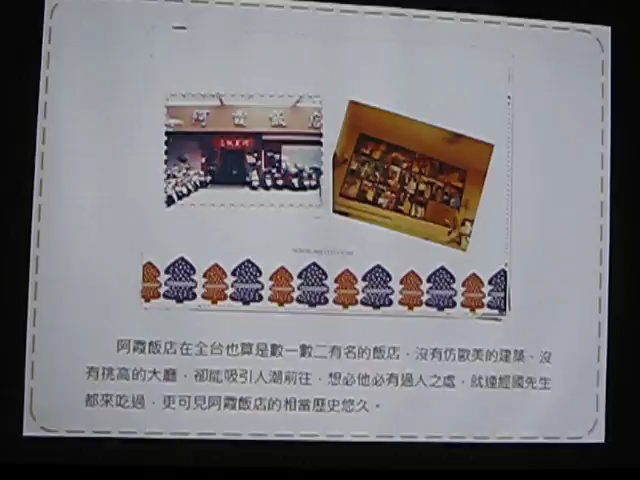 阿霞飯店
阿霞飯店在全台也算是數一數二有名的飯店﹐沒有仿歐美的建築、沒
有挑高的大廳﹐卻能吸引人潮前往﹐想必他必有過人之處﹐就連經國先生
都來吃過﹐更可見阿霞飯店的相當歷史悠久。